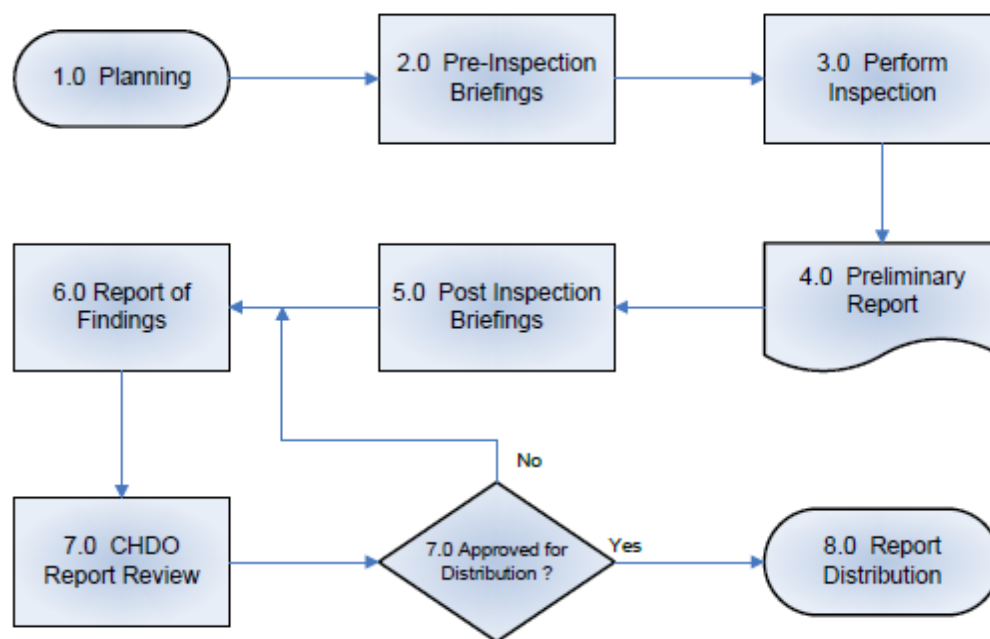 1.0 Planning
2.0 Pre-Inspection
Briefings
3.0 Perform
Inspection
4.0 Preliminary
Report
5.0 Post Inspection
Briefings
6.0 Report of
Findings
7.0 CHDO
Report Review
7.0 Approved for
Distribution ?
No
Yes
8.0 Report
Distribution